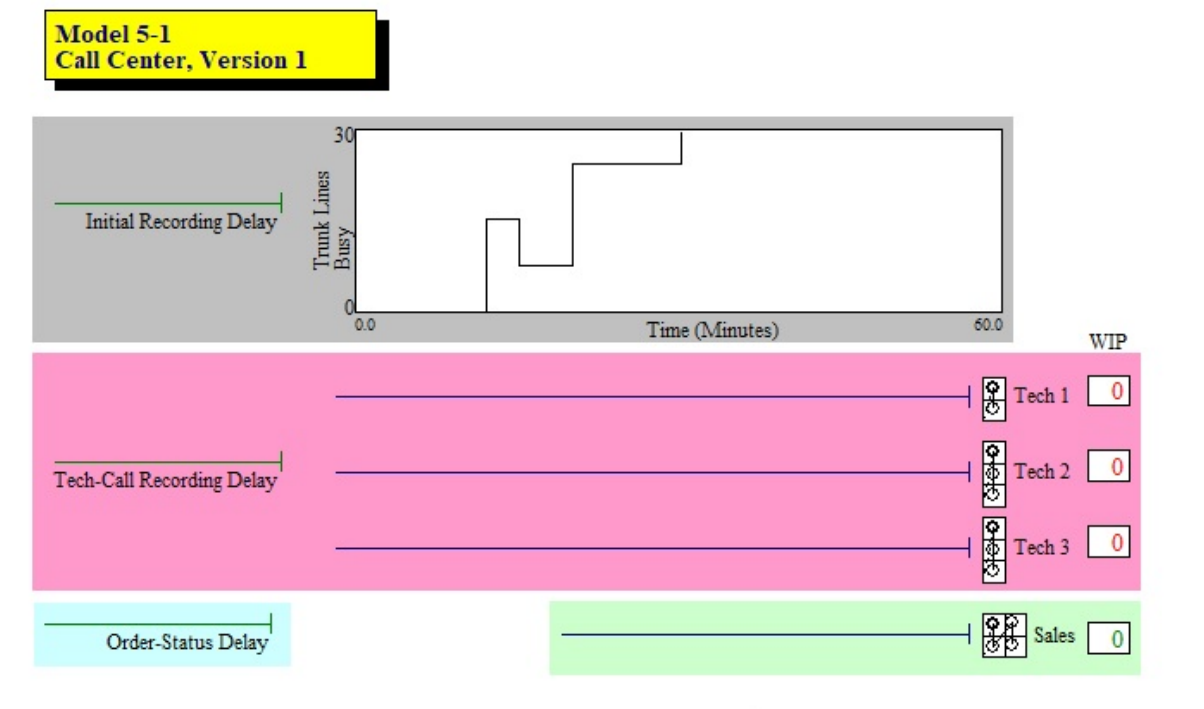 Model 5-1
Call Center, Version 1
30
Trunk Lines
Busy
0
0.0
Time (Minutes)
60.0
Initial Recording Delay
WIP
Tech 1
0
Tech 2
0
Tech 3
0
Tech-Call Recording Delay
Order-Status Delay
Sales
0